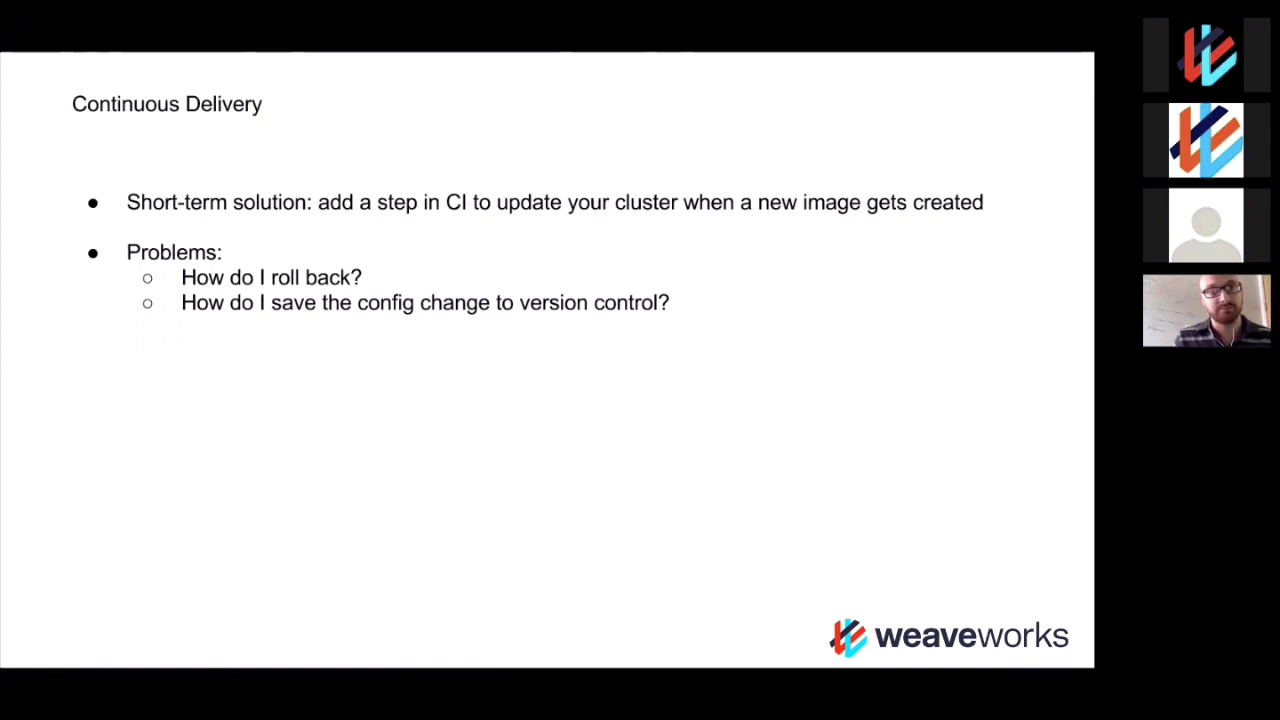 Continuous Delivery
● Short-term solution: add a step in CI to update your cluster when a new image gets created
● Problems:
○ How do I roll back?
○ How do I save the config change to version control?
weaveworks